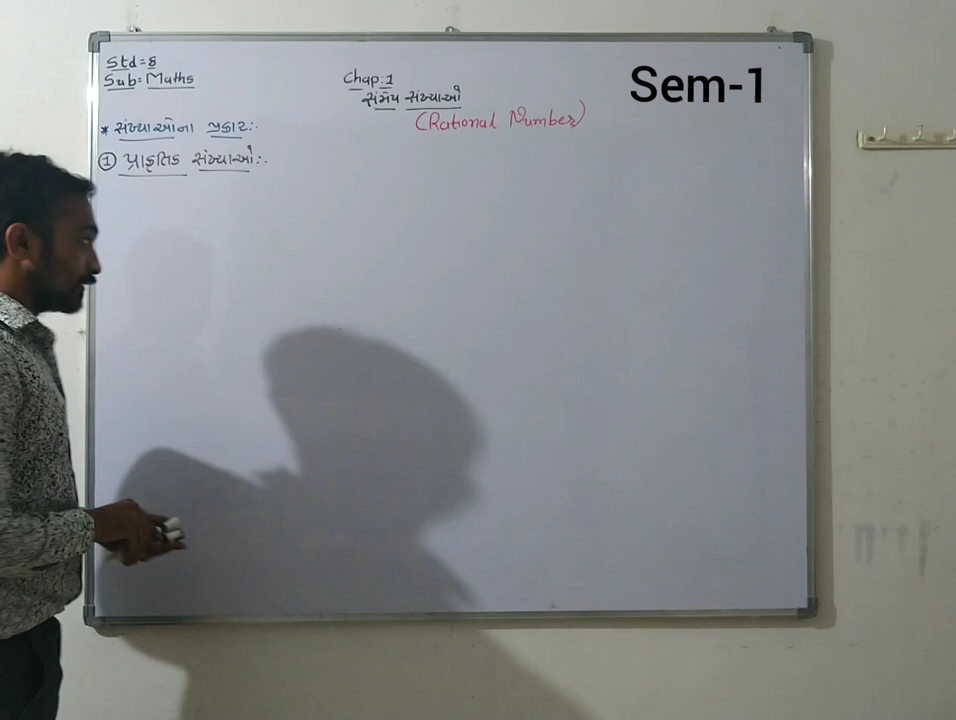 Std = 8
Sub = Maths
Chap : 1
સંમેય સંખ્યાઓ
(Rational Number)
Sem-1
* સંખ્યાઓના પ્રકાર :-
① પ્રાકૃતિક સંખ્યાઓ :-